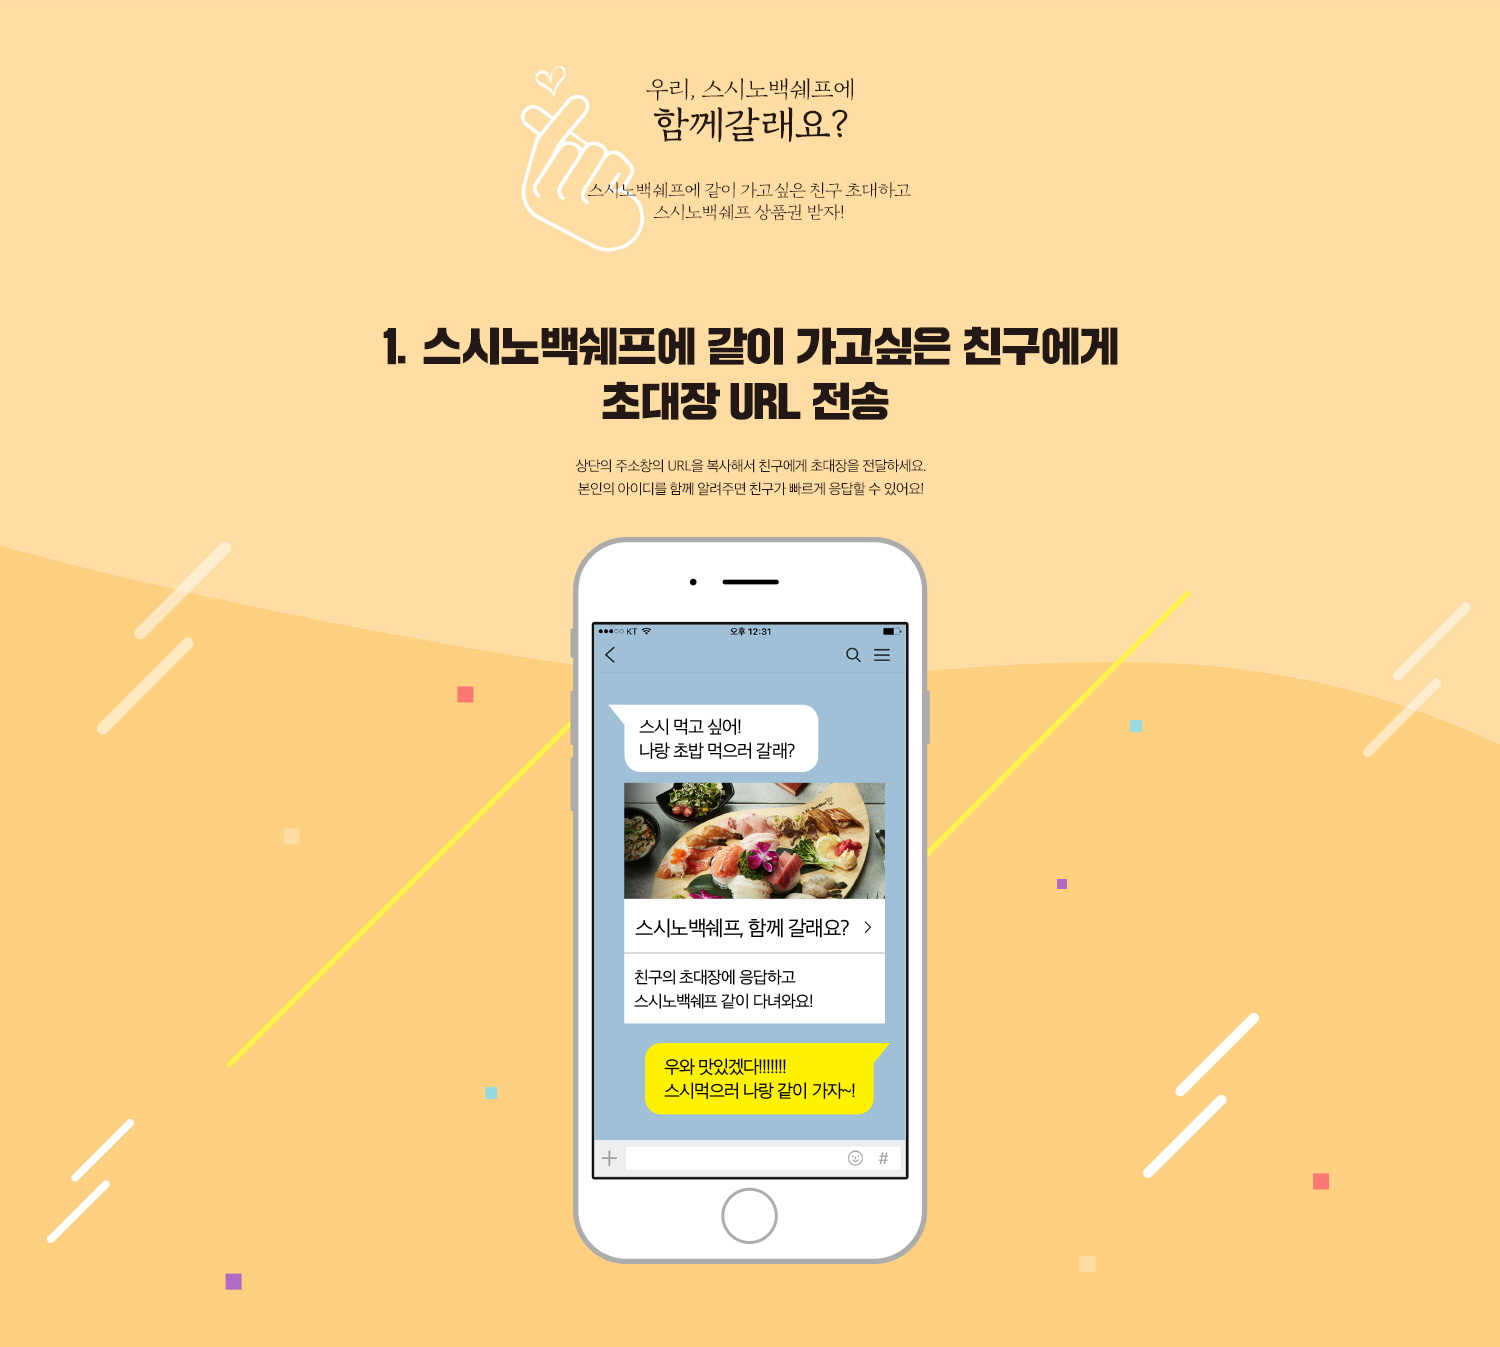 우리, 스시노백쉐프에
함께갈래요?
스시노백쉐프에 같이 가고싶은 친구 초대하고
스시노백쉐프 상품권 받자!
1. 스시노백쉐프에 같이 가고싶은 친구에게
초대장 URL 전송
상단의 주소창의 URL을 복사해서 친구에게 초대장을 전달하세요.
본인의 아이디를 함께 알려주면 친구가 빠르게 응답할 수 있어요!
KT 오후 12:31
스시 먹고 싶어!
나랑 초밥 먹으러 갈래?
스시노백쉐프, 함께 갈래요?
친구의 초대장에 응답하고
스시노백쉐프 같이 다녀와요!
우와 맛있겠다!!!!!!!
스시먹으러 나랑 같이 가자~!
#